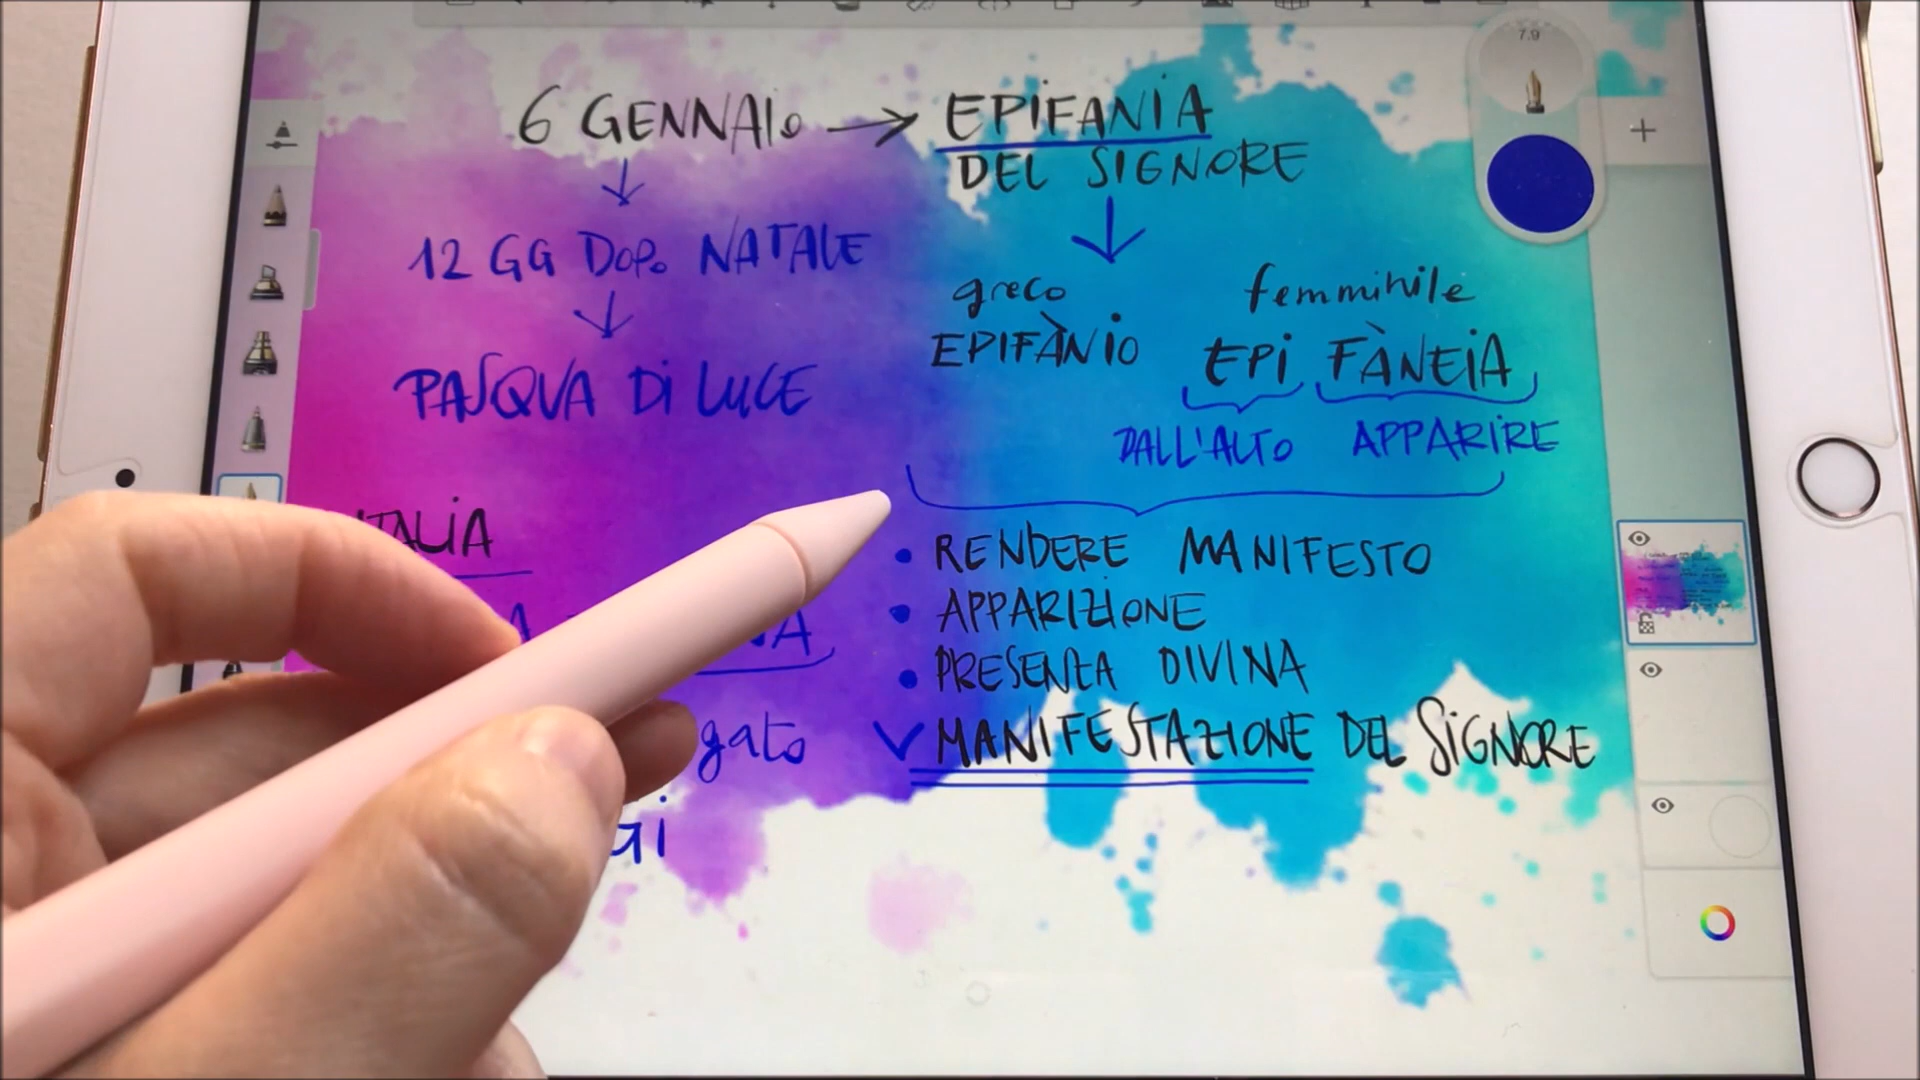 7.9
6 GENNAIO → EPIFANIA
DEL SIGNORE
12 GG DOPO NATALE
PASQUA DI LUCE
greco
EPIFÀNIO
femminile
EPI FÀNEIA
DALL'ALTO APPARIRE
ITALIA
• RENDERE MANIFESTO
• APPARIZIONE
• PRESENZA DIVINA
MANIFESTAZIONE DEL SIGNORE